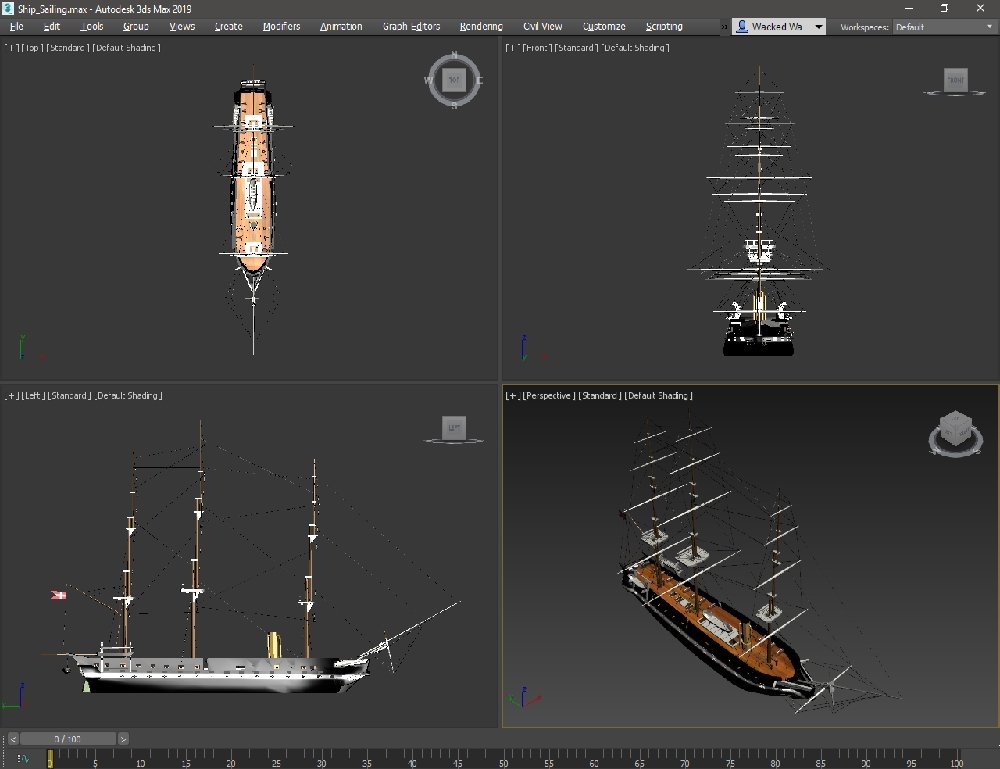 Ship_Sailing.max - Autodesk 3ds Max 2019
File Edit Tools Group Views Create Modifiers Animation Graph Editors Rendering Civil View Customize Scripting » Wacked Wa Workspaces: Default
[+] [Top] [Standard] [Default Shading]
[+] [Front] [Standard] [Default Shading]
N
W TOP E
S
FRONT
[+] [Left] [Standard] [Default Shading]
[+] [Perspective] [Standard] [Default Shading]
LEFT
< 0 / 100 >
0 5 10 15 20 25 30 35 40 45 50 55 60 65 70 75 80 85 90 95 100